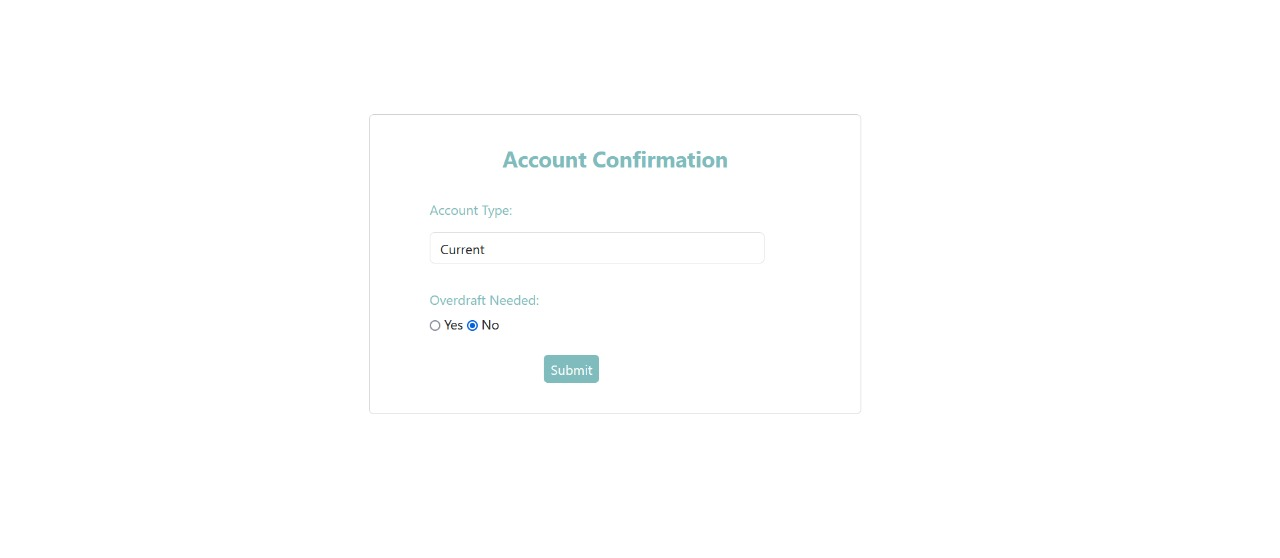 Account Confirmation
Account Type:
Current
Overdraft Needed:
Yes No
Submit